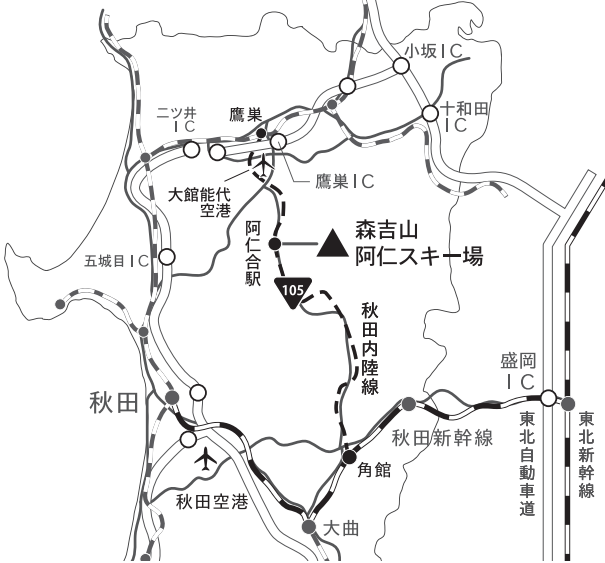 小坂IC
二ツ井
IC
鷹巣
十和田
IC
鷹巣IC
大館能代
空港
阿仁合駅
森吉山
阿仁スキー場
五城目IC
105
秋田内陸線
盛岡
IC
秋田
秋田新幹線
東北自動車道
東北新幹線
角館
秋田空港
大曲